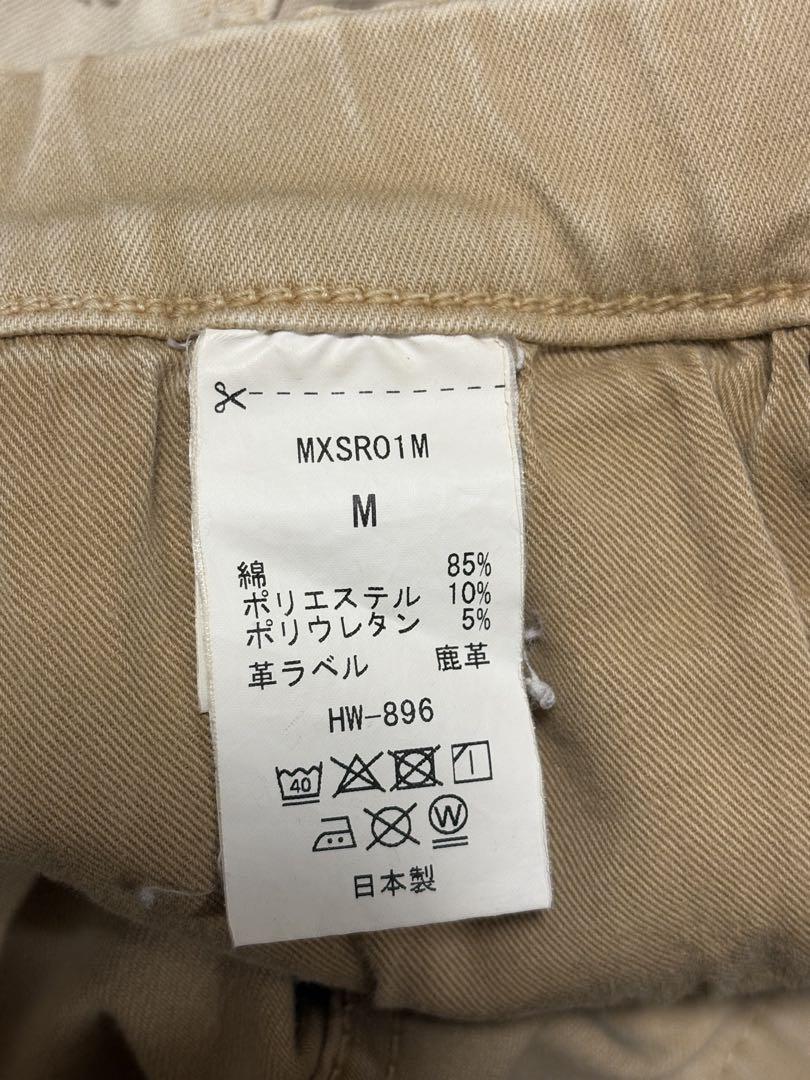 MXSR01M
M
綿 85%
ポリエステル 10%
ポリウレタン 5%
革ラベル 鹿革
HW-896
40
W
日本製